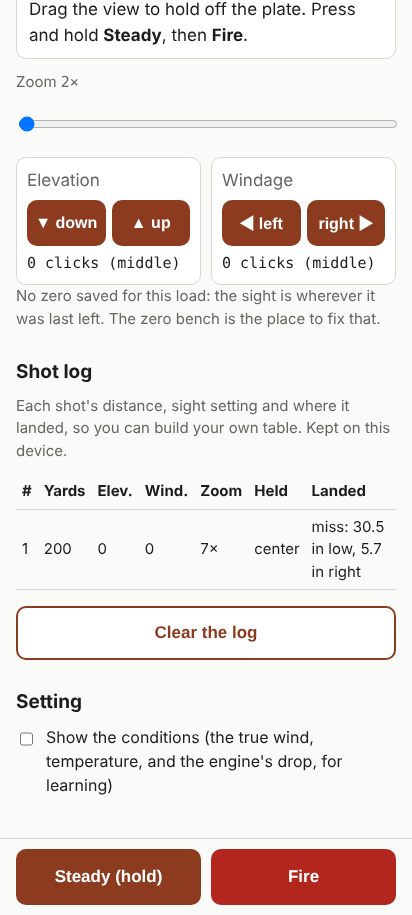 Drag the view to hold off the plate. Press
and hold Steady, then Fire.
Zoom 2×
Elevation
▼ down ▲ up
0 clicks (middle)
Windage
◀ left right ▶
0 clicks (middle)
No zero saved for this load: the sight is wherever it
was last left. The zero bench is the place to fix that.
Shot log
Each shot's distance, sight setting and where it
landed, so you can build your own table. Kept on this
device.
# Yards Elev. Wind. Zoom Held Landed
1 200 0 0 7× center miss: 30.5
in low, 5.7
in right
Clear the log
Setting
Show the conditions (the true wind,
temperature, and the engine's drop, for
learning)
Steady (hold) Fire